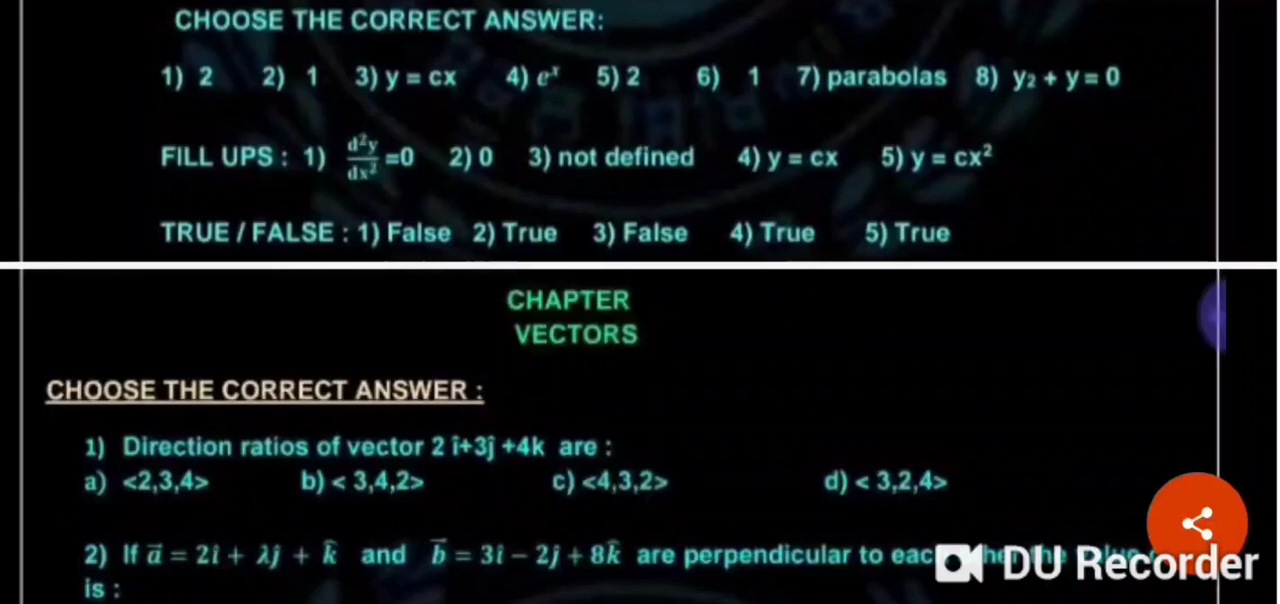 CHOOSE THE CORRECT ANSWER:
1) 2 2) 1 3) y = cx 4) eˣ 5) 2 6) 1 7) parabolas 8) y₂ + y = 0
FILL UPS : 1) d²y/dx² =0 2) 0 3) not defined 4) y = cx 5) y = cx²
TRUE / FALSE : 1) False 2) True 3) False 4) True 5) True
CHAPTER
VECTORS
CHOOSE THE CORRECT ANSWER :
1) Direction ratios of vector 2 î+3ĵ +4k are :
a) <2,3,4> b) < 3,4,2> c) <4,3,2> d) < 3,2,4>
2) If a⃗ = 2î + λĵ + k̂ and b⃗ = 3î − 2ĵ + 8k̂ are perpendicular to
is :
DU Recorder